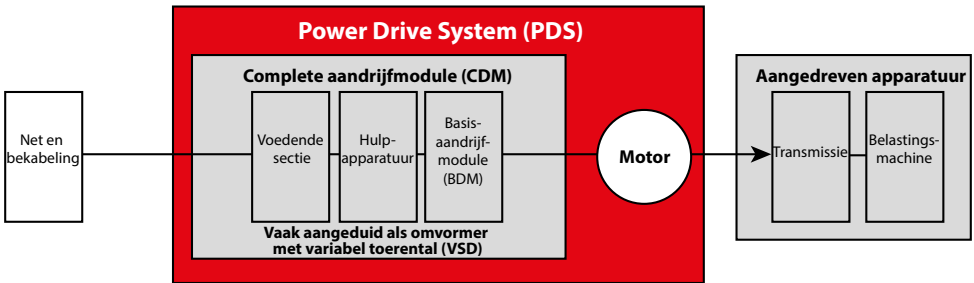 Power Drive System (PDS)
Complete aandrijfmodule (CDM)
Aangedreven apparatuur
Net en
bekabeling
Voedende
sectie
Hulp-
apparatuur
Basis-
aandrijf-
module
(BDM)
Motor
Transmissie
Belastings-
machine
Vaak aangeduid als omvormer
met variabel toerental (VSD)